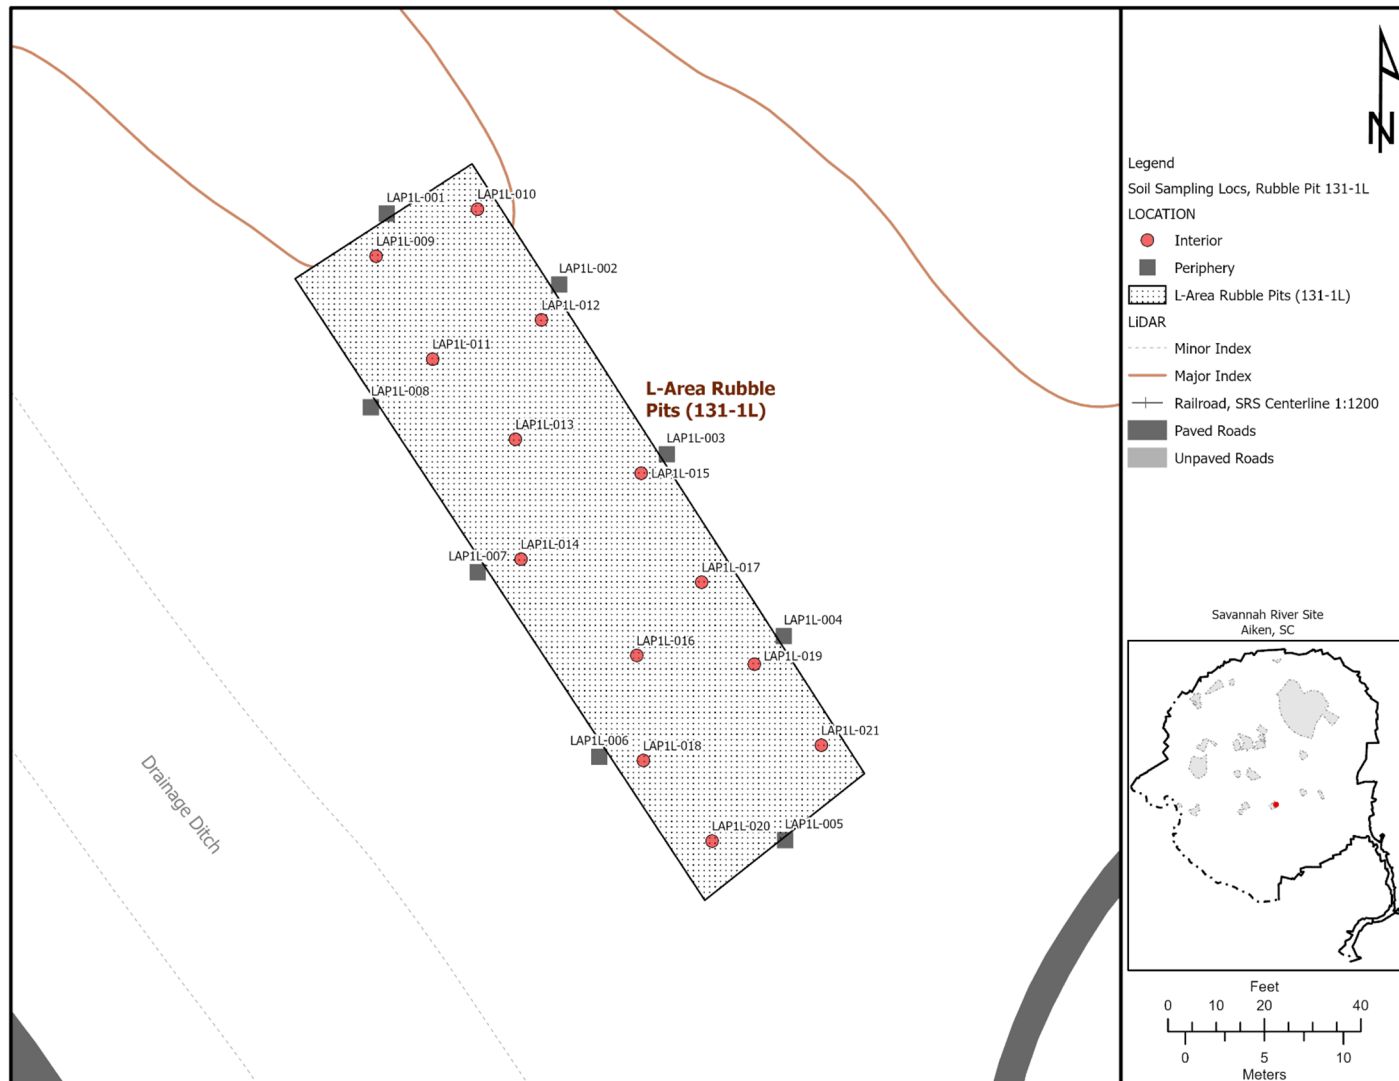 LAP1L-001
LAP1L-010
LAP1L-009
LAP1L-002
LAP1L-012
LAP1L-011
LAP1L-008
L-Area Rubble
Pits (131-1L)
LAP1L-013
LAP1L-003
LAP1L-015
LAP1L-014
LAP1L-007
LAP1L-017
LAP1L-004
LAP1L-016
LAP1L-019
LAP1L-006
LAP1L-018
LAP1L-021
LAP1L-020
LAP1L-005
Drainage Ditch
N
Legend
Soil Sampling Locs, Rubble Pit 131-1L
LOCATION
Interior
Periphery
L-Area Rubble Pits (131-1L)
LiDAR
Minor Index
Major Index
Railroad, SRS Centerline 1:1200
Paved Roads
Unpaved Roads
Savannah River Site
Aiken, SC
Feet
0 10 20 40
0 5 10
Meters